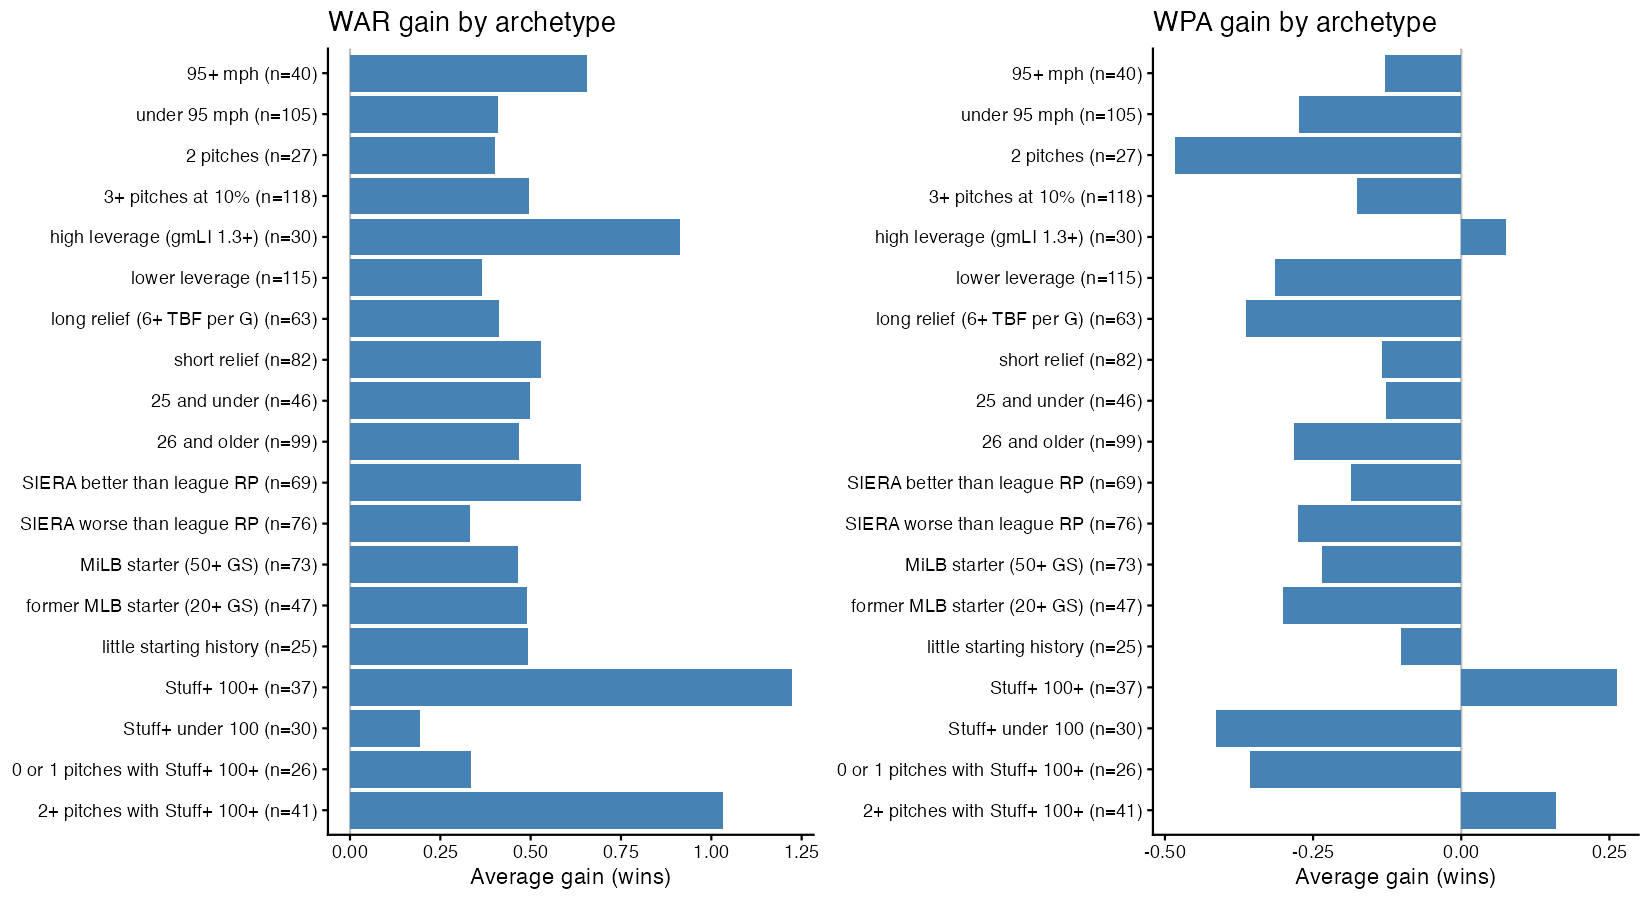 WAR gain by archetype
95+ mph (n=40)
under 95 mph (n=105)
2 pitches (n=27)
3+ pitches at 10% (n=118)
high leverage (gmLI 1.3+) (n=30)
lower leverage (n=115)
long relief (6+ TBF per G) (n=63)
short relief (n=82)
25 and under (n=46)
26 and older (n=99)
SIERA better than league RP (n=69)
SIERA worse than league RP (n=76)
MiLB starter (50+ GS) (n=73)
former MLB starter (20+ GS) (n=47)
little starting history (n=25)
Stuff+ 100+ (n=37)
Stuff+ under 100 (n=30)
0 or 1 pitches with Stuff+ 100+ (n=26)
2+ pitches with Stuff+ 100+ (n=41)
0.00 0.25 0.50 0.75 1.00 1.25
Average gain (wins)
WPA gain by archetype
95+ mph (n=40)
under 95 mph (n=105)
2 pitches (n=27)
3+ pitches at 10% (n=118)
high leverage (gmLI 1.3+) (n=30)
lower leverage (n=115)
long relief (6+ TBF per G) (n=63)
short relief (n=82)
25 and under (n=46)
26 and older (n=99)
SIERA better than league RP (n=69)
SIERA worse than league RP (n=76)
MiLB starter (50+ GS) (n=73)
former MLB starter (20+ GS) (n=47)
little starting history (n=25)
Stuff+ 100+ (n=37)
Stuff+ under 100 (n=30)
0 or 1 pitches with Stuff+ 100+ (n=26)
2+ pitches with Stuff+ 100+ (n=41)
-0.50 -0.25 0.00 0.25
Average gain (wins)